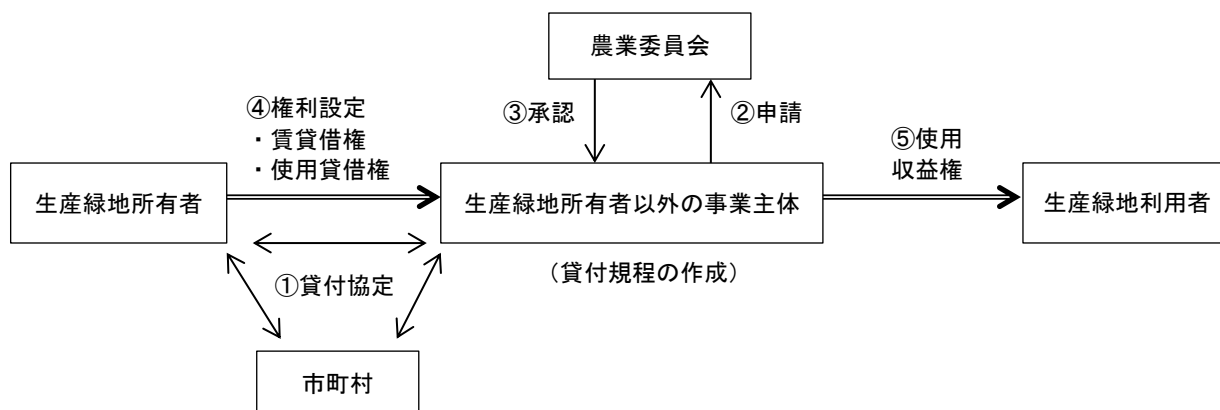 農業委員会
④権利設定
・賃貸借権
・使用貸借権
③承認
②申請
⑤使用
収益権
生産緑地所有者
生産緑地所有者以外の事業主体
生産緑地利用者
（貸付規程の作成）
①貸付協定
市町村